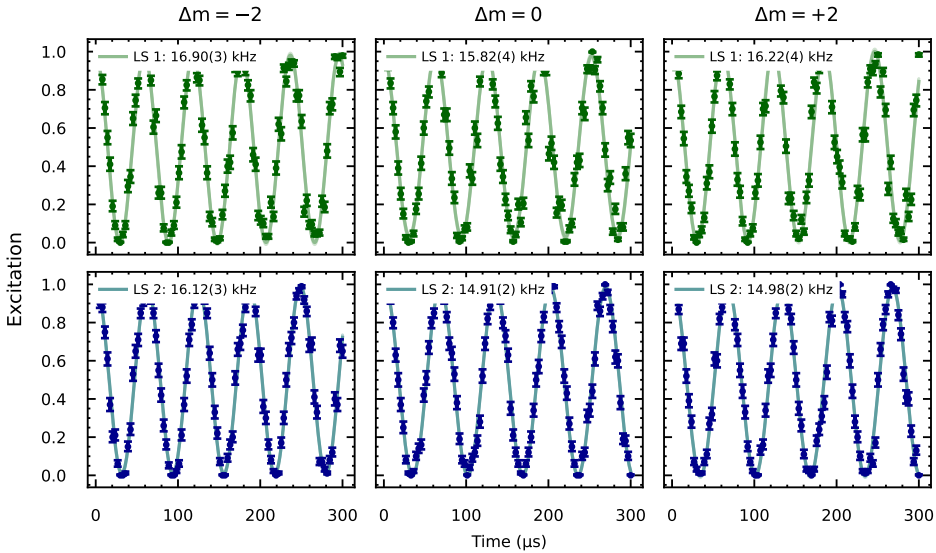 Δm = −2 Δm = 0 Δm = +2
LS 1: 16.90(3) kHz LS 1: 15.82(4) kHz LS 1: 16.22(4) kHz
1.0
0.8
0.6
0.4
0.2
0.0
Excitation
LS 2: 16.12(3) kHz LS 2: 14.91(2) kHz LS 2: 14.98(2) kHz
1.0
0.8
0.6
0.4
0.2
0.0
0 100 200 300 0 100 200 300 0 100 200 300
Time (μs)